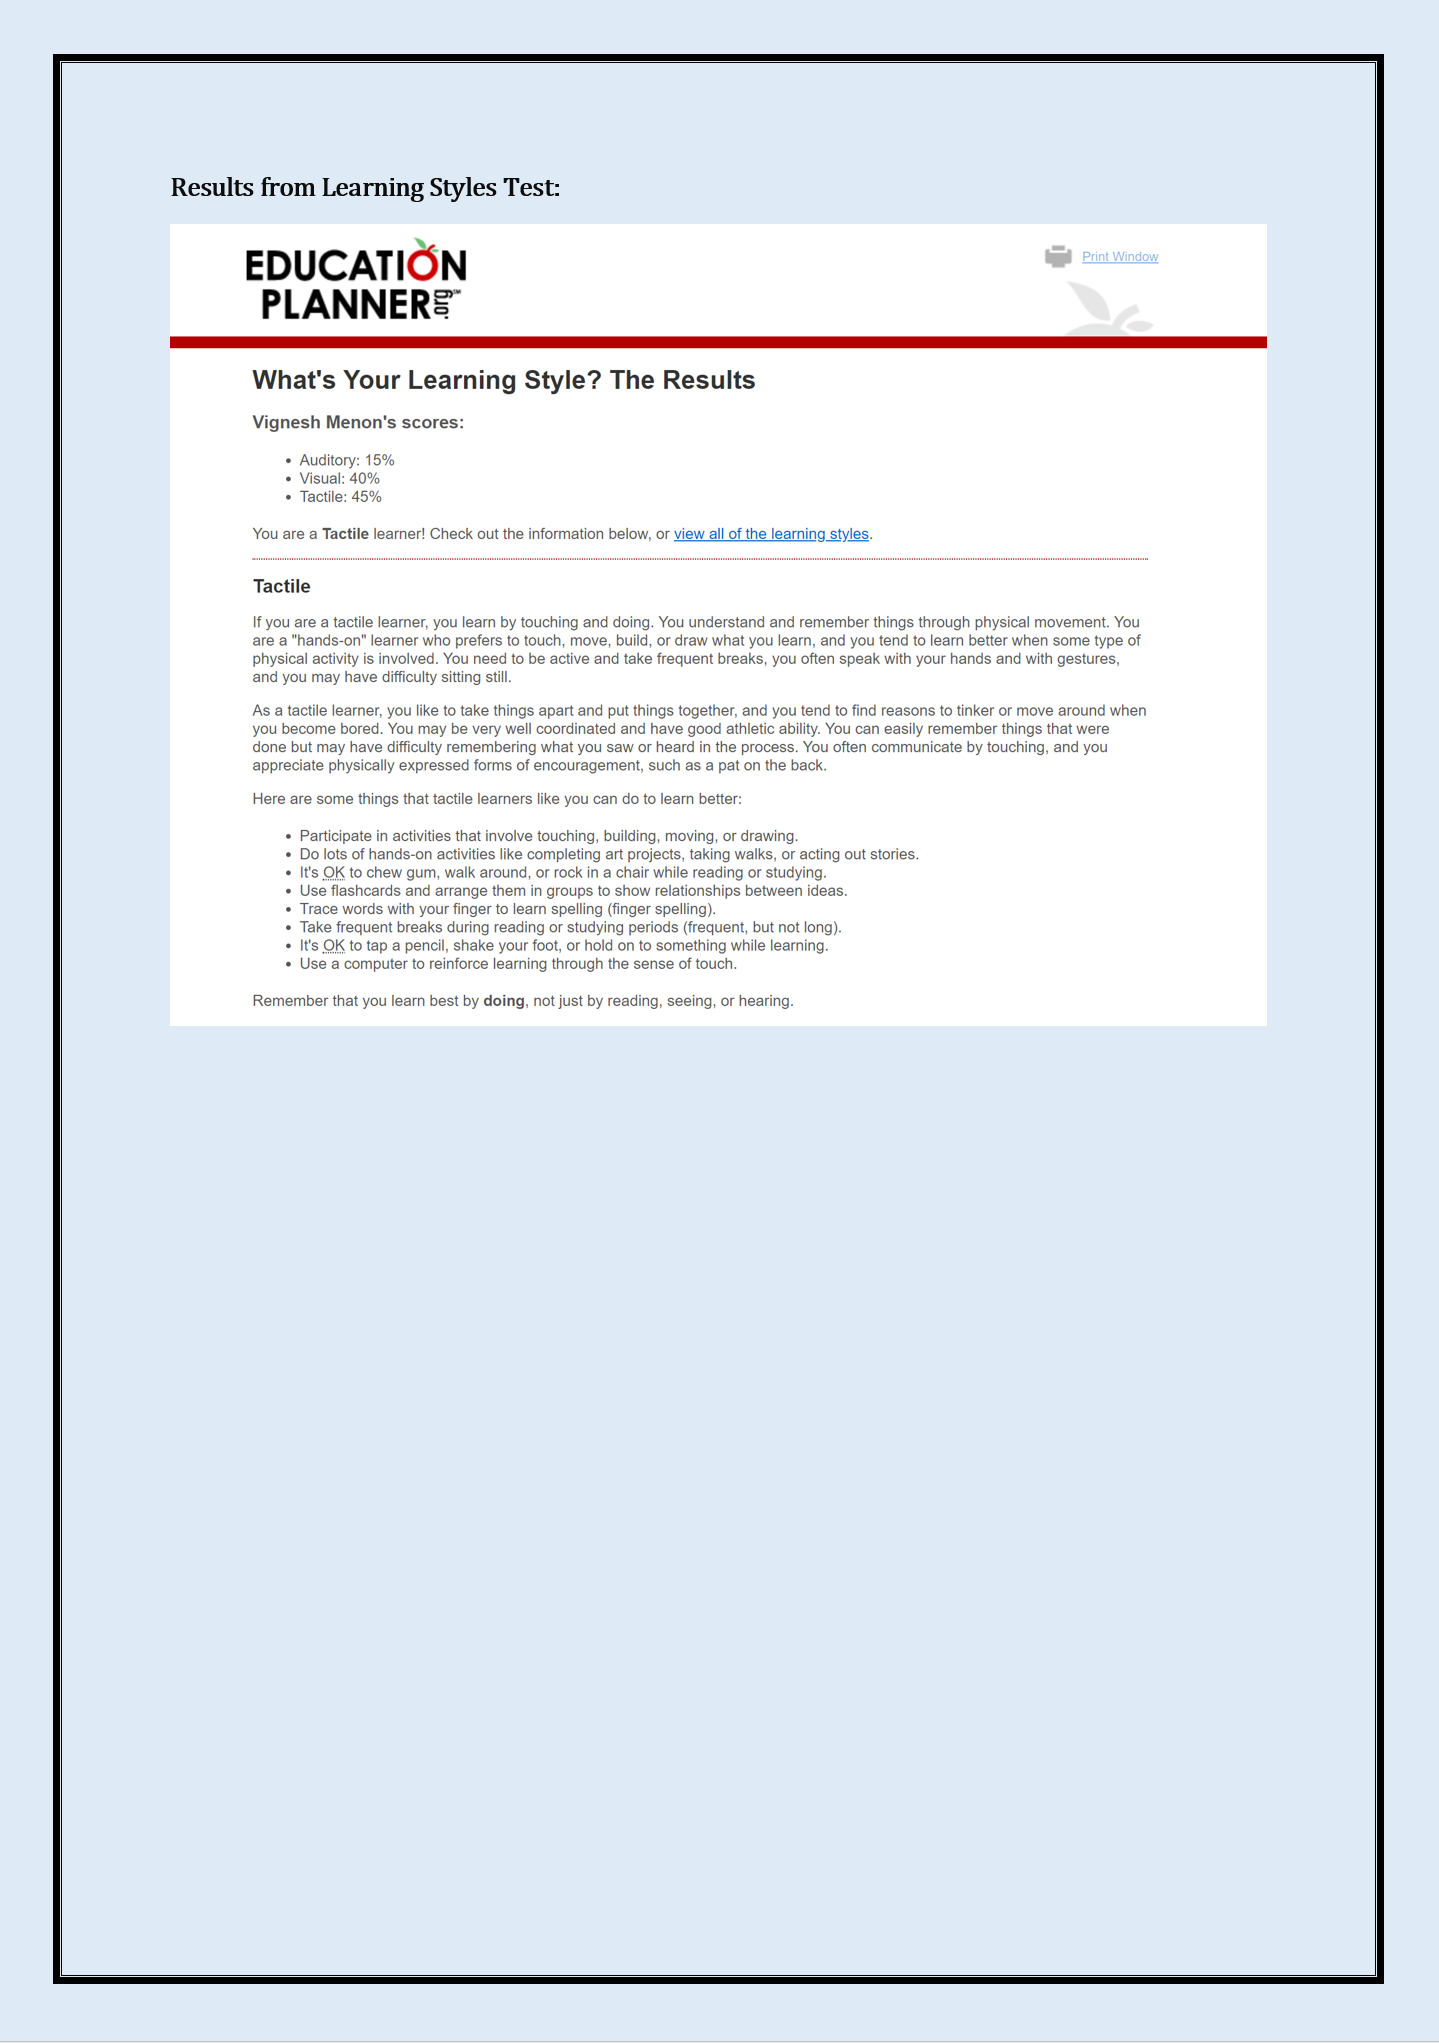 Results from Learning Styles Test:
EDUCATION
PLANNER.org℠
Print Window
What's Your Learning Style? The Results
Vignesh Menon's scores:
• Auditory: 15%
• Visual: 40%
• Tactile: 45%
You are a Tactile learner! Check out the information below, or view all of the learning styles.
Tactile
If you are a tactile learner, you learn by touching and doing. You understand and remember things through physical movement. You
are a "hands-on" learner who prefers to touch, move, build, or draw what you learn, and you tend to learn better when some type of
physical activity is involved. You need to be active and take frequent breaks, you often speak with your hands and with gestures,
and you may have difficulty sitting still.
As a tactile learner, you like to take things apart and put things together, and you tend to find reasons to tinker or move around when
you become bored. You may be very well coordinated and have good athletic ability. You can easily remember things that were
done but may have difficulty remembering what you saw or heard in the process. You often communicate by touching, and you
appreciate physically expressed forms of encouragement, such as a pat on the back.
Here are some things that tactile learners like you can do to learn better:
• Participate in activities that involve touching, building, moving, or drawing.
• Do lots of hands-on activities like completing art projects, taking walks, or acting out stories.
• It's OK to chew gum, walk around, or rock in a chair while reading or studying.
• Use flashcards and arrange them in groups to show relationships between ideas.
• Trace words with your finger to learn spelling (finger spelling).
• Take frequent breaks during reading or studying periods (frequent, but not long).
• It's OK to tap a pencil, shake your foot, or hold on to something while learning.
• Use a computer to reinforce learning through the sense of touch.
Remember that you learn best by doing, not just by reading, seeing, or hearing.